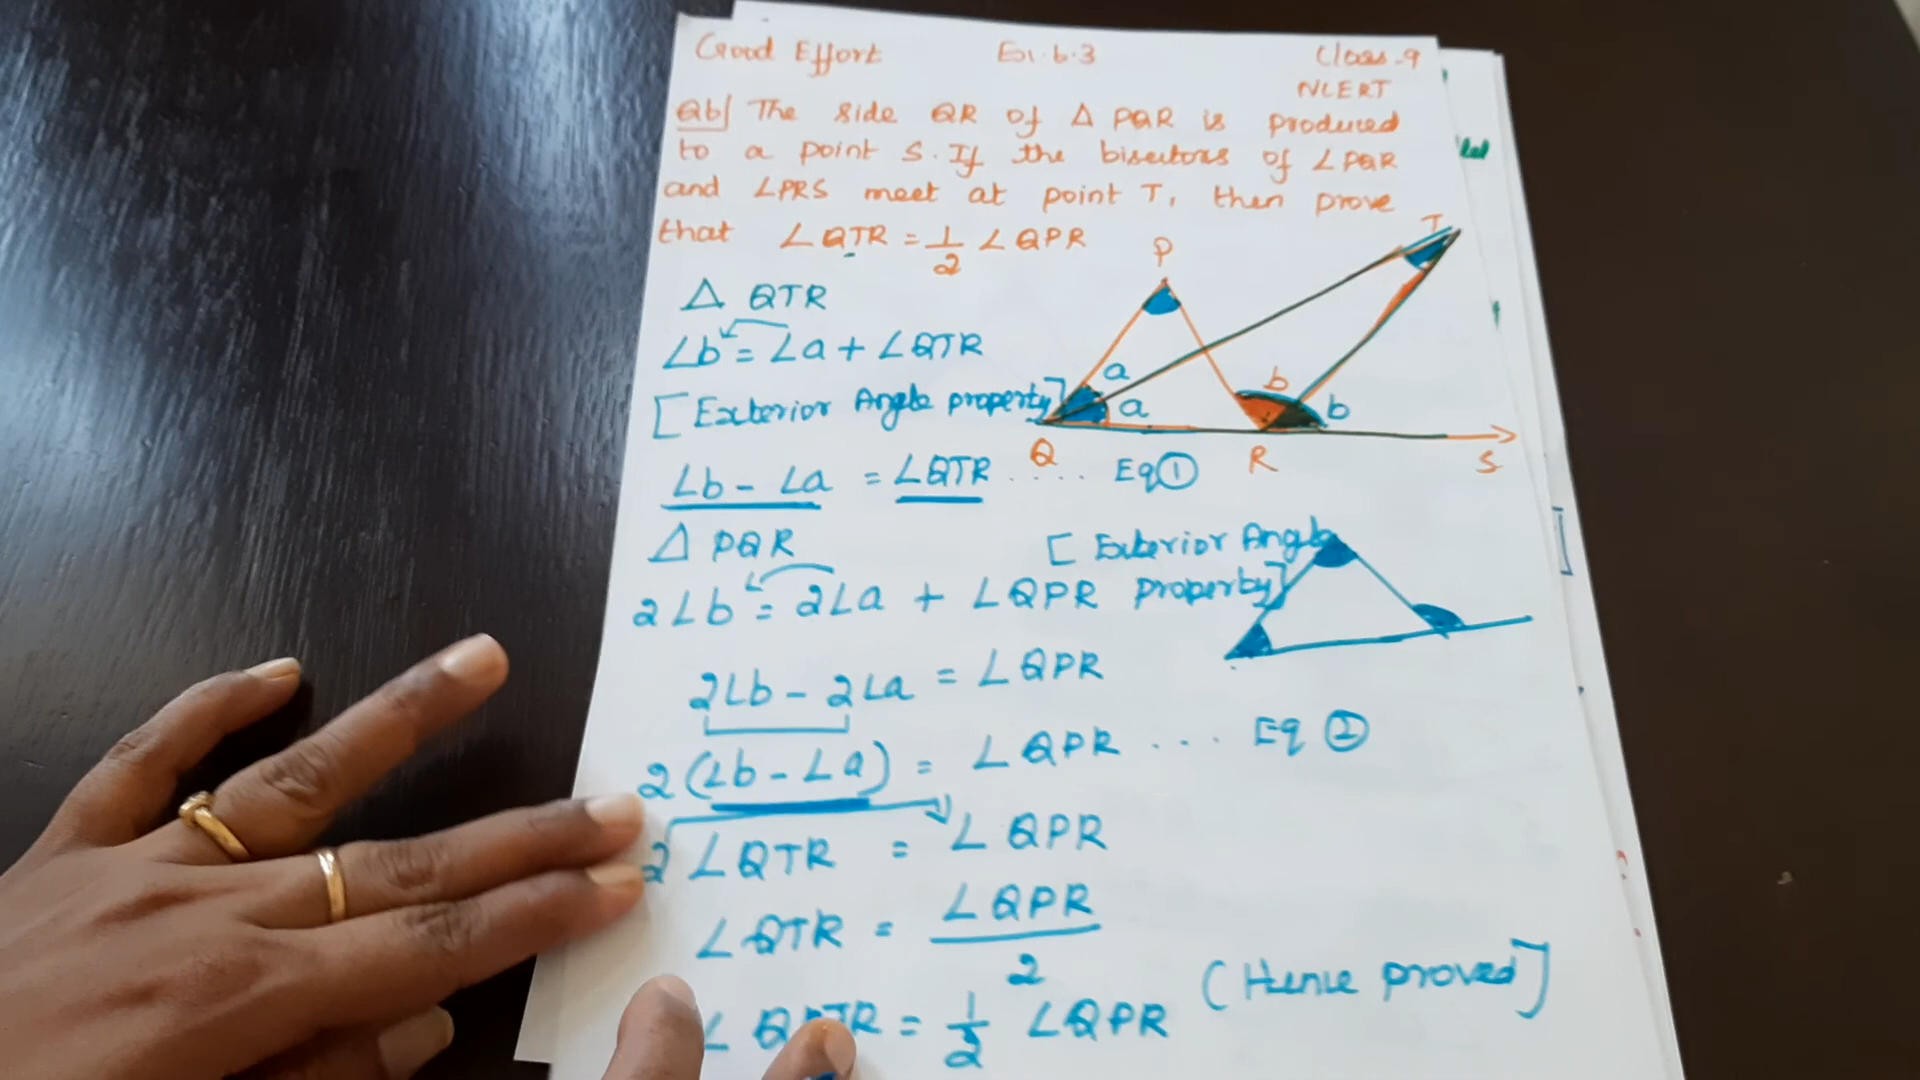 Good Effort Ex.6.3 Class-9
NCERT
Q6/ The side QR of Δ PQR is produced
to a point S. If the bisectors of ∠PQR
and ∠PRS meet at point T, then prove
that ∠QTR = 1/2 ∠QPR
P T
Δ QTR
∠b = ∠a + ∠QTR
a b
[Exterior Angle property]
a b
Q R S
∠b - ∠a = ∠QTR .... Eq ①
Δ PQR [Exterior Angle
2∠b = 2∠a + ∠QPR property]
2∠b - 2∠a = ∠QPR
2(∠b - ∠a) = ∠QPR ... Eq ②
2∠QTR = ∠QPR
∠QTR = ∠QPR/2
(Hence proved]
∠QTR = 1/2 ∠QPR